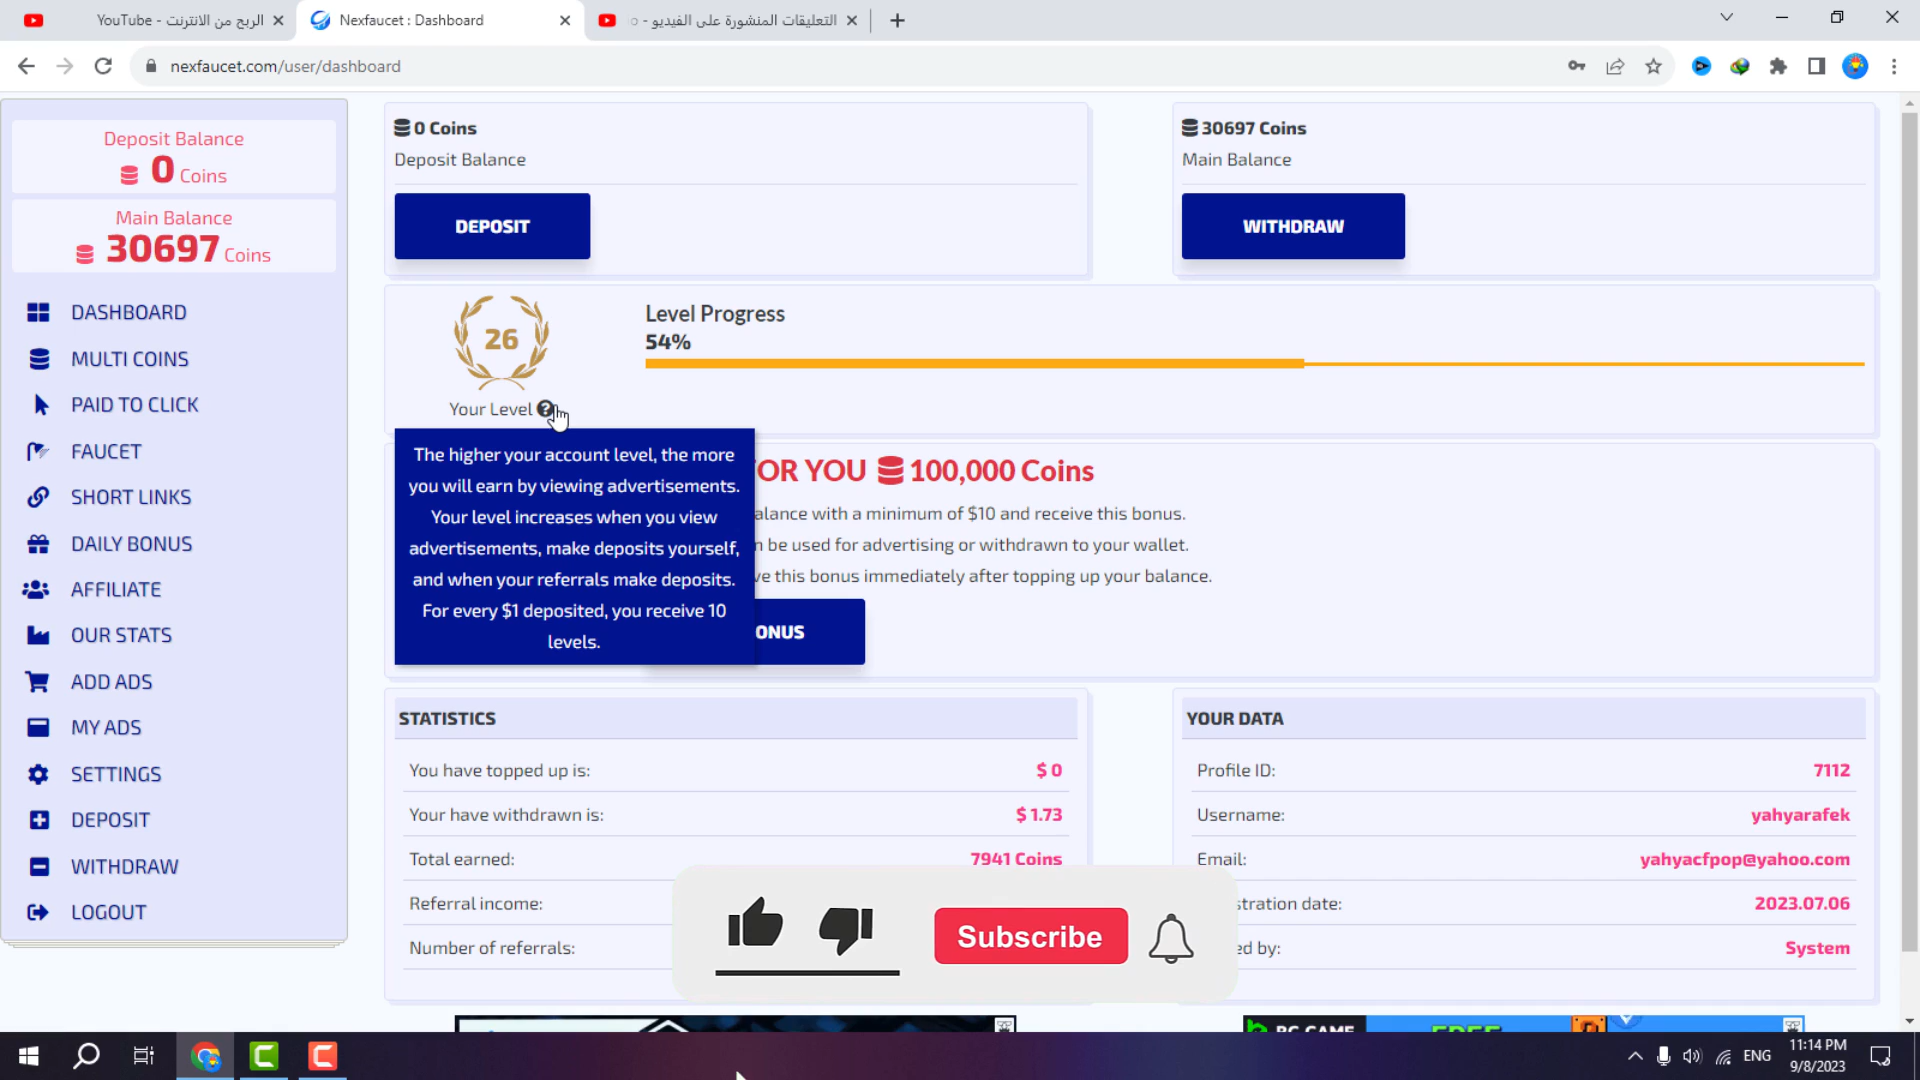 الربح من الانترنت - YouTube
Nexfaucet : Dashboard
التعليقات المنشورة على الفيديو -
nexfaucet.com/user/dashboard
Deposit Balance
0 Coins
Main Balance
30697 Coins
DASHBOARD
MULTI COINS
PAID TO CLICK
FAUCET
SHORT LINKS
DAILY BONUS
AFFILIATE
OUR STATS
ADD ADS
MY ADS
SETTINGS
DEPOSIT
WITHDRAW
LOGOUT
0 Coins
Deposit Balance
DEPOSIT
30697 Coins
Main Balance
WITHDRAW
26
Your Level
Level Progress
54%
The higher your account level, the more
you will earn by viewing advertisements.
Your level increases when you view
advertisements, make deposits yourself,
and when your referrals make deposits.
For every $1 deposited, you receive 10
levels.
OR YOU 100,000 Coins
alance with a minimum of $10 and receive this bonus.
n be used for advertising or withdrawn to your wallet.
ve this bonus immediately after topping up your balance.
ONUS
STATISTICS
You have topped up is: $ 0
Your have withdrawn is: $ 1.73
Total earned: 7941 Coins
Referral income:
Number of referrals:
YOUR DATA
Profile ID: 7112
Username: yahyarafek
Email: yahyacfpop@yahoo.com
stration date: 2023.07.06
ed by: System
Subscribe
BC GAME
FREE
ENG
11:14 PM
9/8/2023